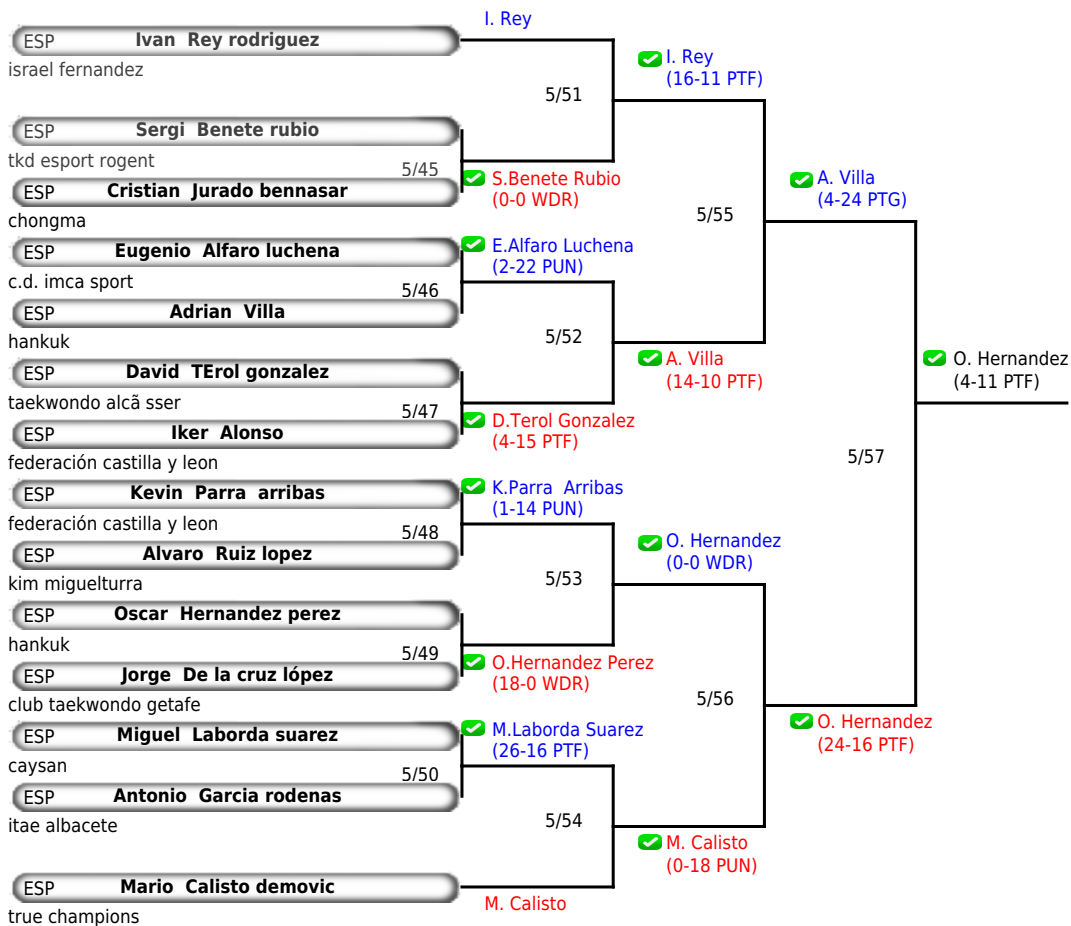 I. Rey
ESP Ivan Rey rodriguez
israel fernandez
I. Rey
(16-11 PTF)
5/51
ESP Sergi Benete rubio
tkd esport rogent
5/45
ESP Cristian Jurado bennasar
chongma
S.Benete Rubio
(0-0 WDR)
A. Villa
(4-24 PTG)
5/55
ESP Eugenio Alfaro luchena
c.d. imca sport
E.Alfaro Luchena
(2-22 PUN)
5/46
ESP Adrian Villa
hankuk
5/52
ESP David TErol gonzalez
taekwondo alcã sser
A. Villa
(14-10 PTF)
O. Hernandez
(4-11 PTF)
5/47
ESP Iker Alonso
federación castilla y leon
D.Terol Gonzalez
(4-15 PTF)
5/57
ESP Kevin Parra arribas
federación castilla y leon
K.Parra Arribas
(1-14 PUN)
5/48
ESP Alvaro Ruiz lopez
kim miguelturra
O. Hernandez
(0-0 WDR)
5/53
ESP Oscar Hernandez perez
hankuk
5/49
ESP Jorge De la cruz lópez
club taekwondo getafe
O.Hernandez Perez
(18-0 WDR)
5/56
ESP Miguel Laborda suarez
caysan
M.Laborda Suarez
(26-16 PTF)
O. Hernandez
(24-16 PTF)
5/50
ESP Antonio Garcia rodenas
itae albacete
5/54
M. Calisto
(0-18 PUN)
ESP Mario Calisto demovic
true champions
M. Calisto